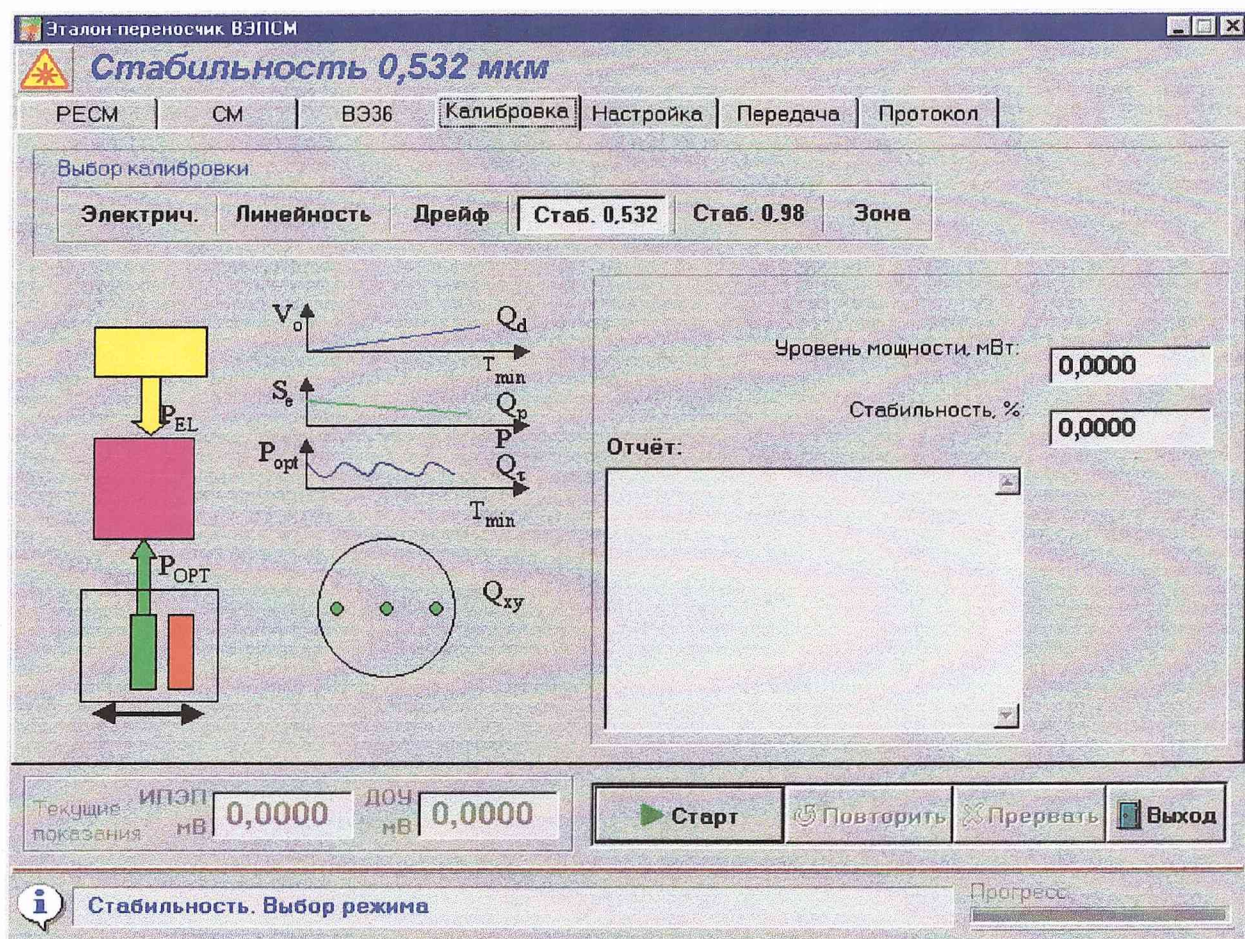 Эталон-переносчик ВЭПСМ
Стабильность 0,532 мкм
РЕСМ СМ ВЭ36 Калибровка Настройка Передача Протокол
Выбор калибровки
Электрич. Линейность Дрейф Стаб. 0,532 Стаб. 0,98 Зона
Vo Qd
Tmin
Se Qp
P
Popt Qτ
Tmin
PEL
POPT
Qxy
Уровень мощности, мВт: 0,0000
Стабильность, %: 0,0000
Отчёт:
Текущие показания ИПЭП мВ 0,0000 ДОУ мВ 0,0000
Старт Повторить Прервать Выход
Стабильность. Выбор режима
Прогресс